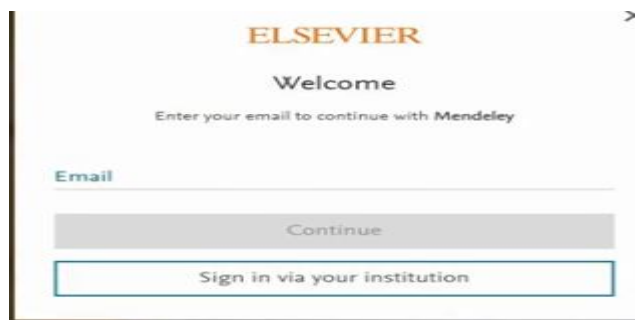 ELSEVIER
Welcome
Enter your email to continue with Mendeley
Email
Continue
Sign in via your institution